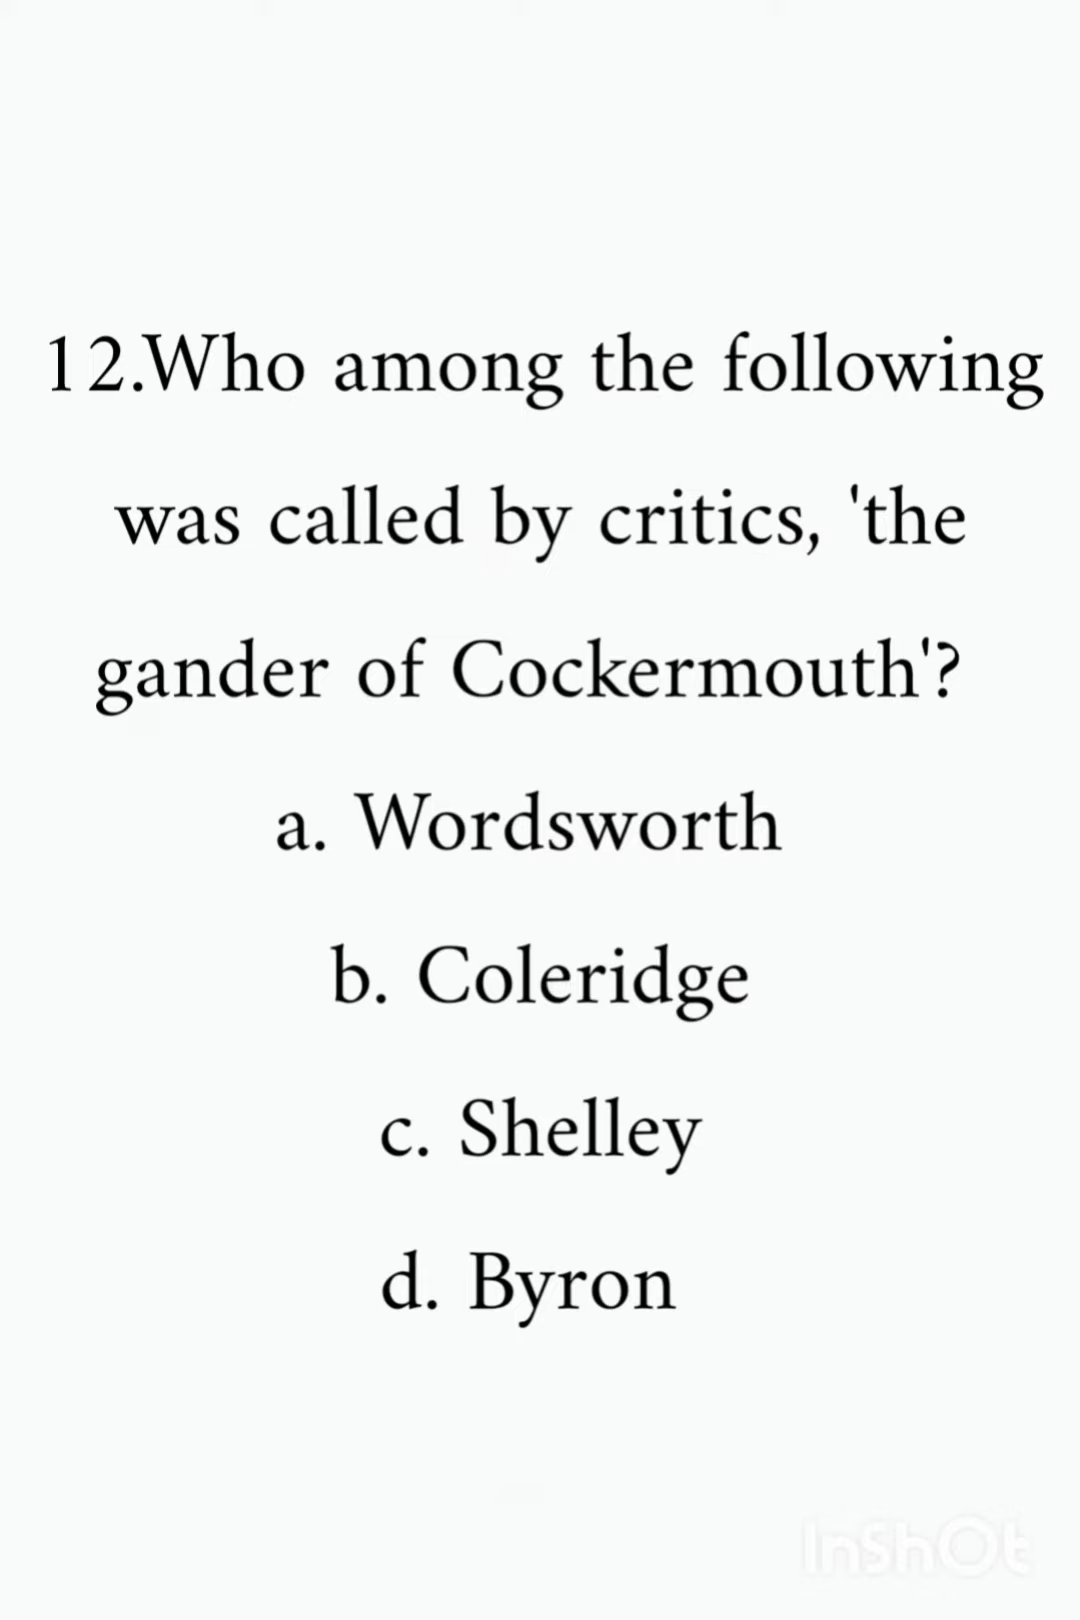 12.Who among the following
was called by critics, 'the
gander of Cockermouth'?
a. Wordsworth
b. Coleridge
c. Shelley
d. Byron
InShOt